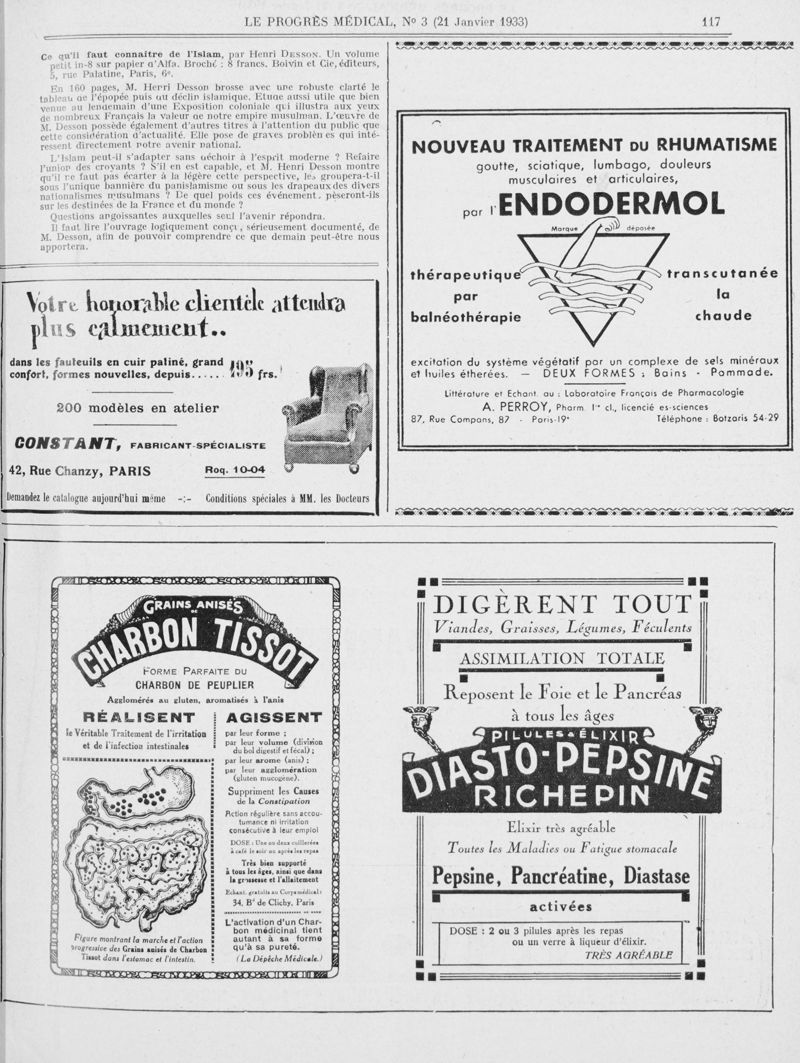 LE PROGRÈS MÉDICAL, N° 3 (21 Janvier 1933) 117
Ce qu'il faut connaître de l'Islam, par Henri DESSON. Un volume
petit in-8 sur papier d'Alfa. Broché : 8 francs. Boivin et Cie, éditeurs,
5, rue Palatine, Paris, 6e.
En 160 pages, M. Henri Desson brosse avec une robuste clarté le
tableau de l'épopée puis du déclin islamique. Etude aussi utile que bien
venue au lendemain d'une Exposition coloniale qui illustra aux yeux
de nombreux Français la valeur de notre empire musulman. L'œuvre de
M. Desson possède également d'autres titres à l'attention du public que
cette considération d'actualité. Elle pose de graves problèmes qui inté-
ressent directement notre avenir national.
L'Islam peut-il s'adapter sans déchoir à l'esprit moderne ? Refaire
l'union des croyants ? S'il en est capable, et M. Henri Desson montre
qu'il ne faut pas écarter à la légère cette perspective, les groupera-t-il
sous l'unique bannière du panislamisme ou sous les drapeaux des divers
nationalismes musulmans ? De quel poids ces événement. pèseront-ils
sur les destinées de la France et du monde ?
Questions angoissantes auxquelles seul l'avenir répondra.
Il faut lire l'ouvrage logiquement conçu, sérieusement documenté, de
M. Desson, afin de pouvoir comprendre ce que demain peut-être nous
apportera.
Votre honorable clientèle attendra
plus calmement..
dans les fauteuils en cuir patiné, grand
confort, formes nouvelles, depuis..... 195 frs.
200 modèles en atelier
CONSTANT, FABRICANT-SPÉCIALISTE
42, Rue Chanzy, PARIS Roq. 10-04
Demandez le catalogue aujourd'hui même -:- Conditions spéciales à MM. les Docteurs
NOUVEAU TRAITEMENT DU RHUMATISME
goutte, sciatique, lumbago, douleurs
musculaires et articulaires,
par l'ENDODERMOL
Marque déposée
thérapeutique transcutanée
par la
balnéothérapie chaude
excitation du système végétatif par un complexe de sels minéraux
et huiles étherées. — DEUX FORMES : Bains - Pommade.
Littérature et Echant. au : Laboratoire Français de Pharmacologie
A. PERROY, Pharm. 1re cl., licencié es-sciences
87, Rue Compans, 87 - Paris-19e Téléphone : Botzaris 54-29
GRAINS ANISÉS
DE
CHARBON TISSOT
FORME PARFAITE DU
CHARBON DE PEUPLIER
Agglomérés au gluten, aromatisés à l'anis
RÉALISENT
le Véritable Traitement de l'irritation
et de l'infection intestinales
Figure montrant la marche et l'action
progressive des Grains anisés de Charbon
Tissot dans l'estomac et l'intestin.
AGISSENT
par leur forme ;
par leur volume (division
du bol digestif et fécal) ;
par leur arome (anis) ;
par leur agglomération
(gluten mucogène).
Suppriment les Causes
de la Constipation
Action régulière sans accou-
tumance ni irritation
consécutive à leur emploi
DOSE : Une ou deux cuillerées
à café le soir ou après les repas
Très bien supporté
à tous les âges, ainsi que dans
la grossesse et l'allaitement
Echant. gratuits au Corps médical :
34, Bd de Clichy, Paris
L'activation d'un Char-
bon médicinal tient
autant à sa forme
qu'à sa pureté.
(La Dépêche Médicale.)
DIGÈRENT TOUT
Viandes, Graisses, Légumes, Féculents
ASSIMILATION TOTALE
Reposent le Foie et le Pancréas
à tous les âges
PILULES & ÉLIXIR
DIASTO-PEPSINE
RICHEPIN
Elixir très agréable
Toutes les Maladies ou Fatigue stomacale
Pepsine, Pancréatine, Diastase
activées
DOSE : 2 ou 3 pilules après les repas
ou un verre à liqueur d'élixir.
TRÈS AGRÉABLE